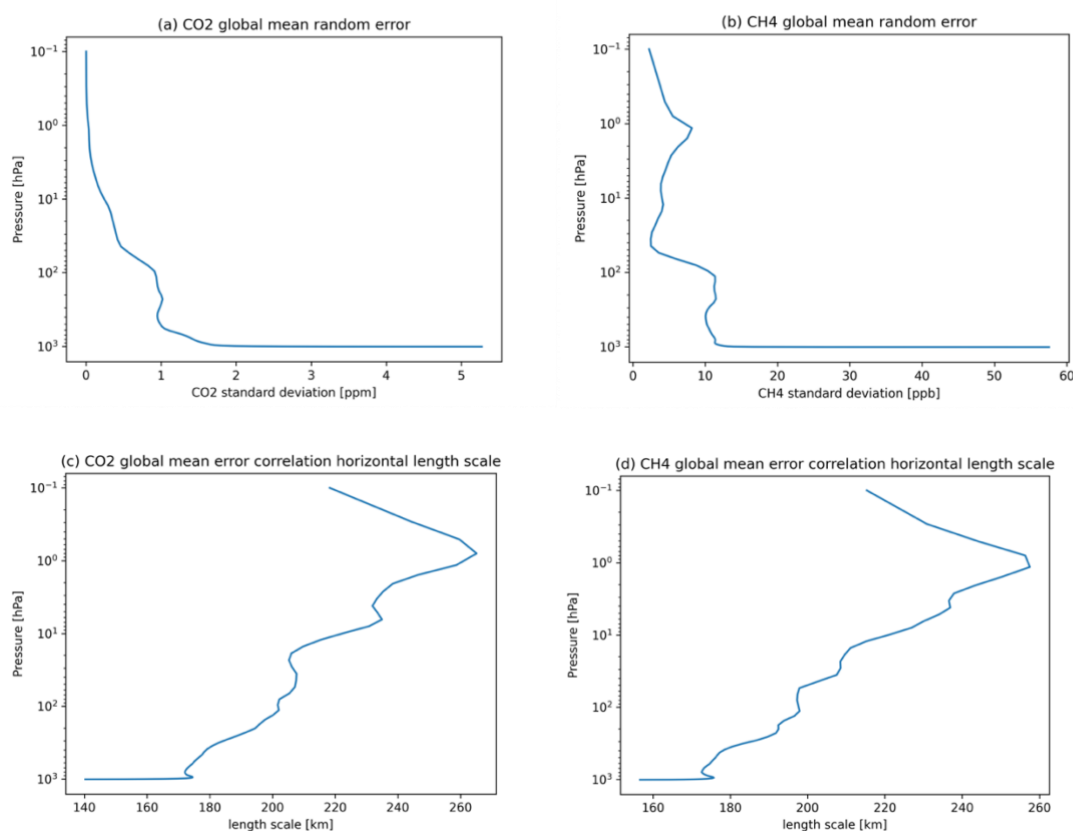 (a) CO2 global mean random error
10⁻¹
10⁰
10¹
10²
10³
Pressure [hPa]
0 1 2 3 4 5
CO2 standard deviation [ppm]
(b) CH4 global mean random error
10⁻¹
10⁰
10¹
10²
10³
Pressure [hPa]
0 10 20 30 40 50 60
CH4 standard deviation [ppb]
(c) CO2 global mean error correlation horizontal length scale
10⁻¹
10⁰
10¹
10²
10³
Pressure [hPa]
140 160 180 200 220 240 260
length scale [km]
(d) CH4 global mean error correlation horizontal length scale
10⁻¹
10⁰
10¹
10²
10³
Pressure [hPa]
160 180 200 220 240 260
length scale [km]